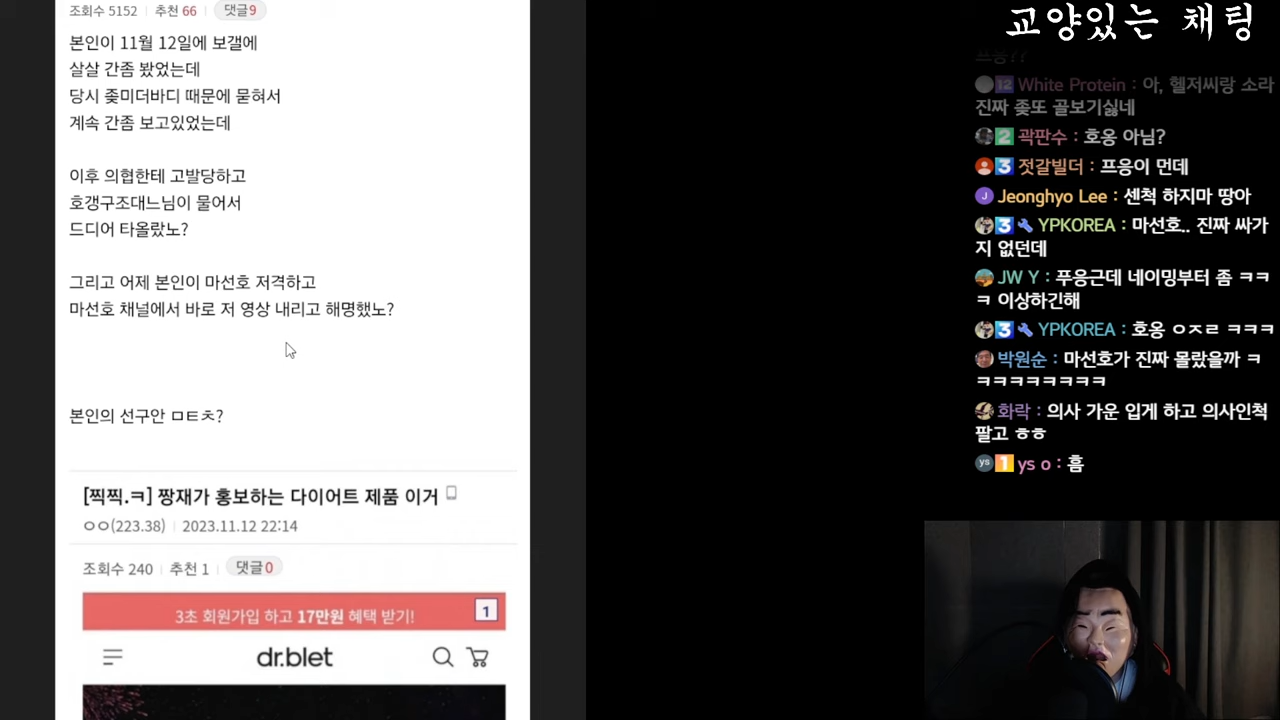 조회수 5152 추천 66 댓글9
본인이 11월 12일에 보갤에
살살 간좀 봤었는데
당시 좆미더바디 때문에 묻혀서
계속 간좀 보고있었는데
이후 의협한테 고발당하고
호갱구조대느님이 물어서
드디어 타올랐노?
그리고 어제 본인이 마선호 저격하고
마선호 채널에서 바로 저 영상 내리고 해명했노?
본인의 선구안 ㅁㅌㅊ?
[찍찍.ㅋ] 짱재가 홍보하는 다이어트 제품 이거
ㅇㅇ(223.38) 2023.11.12 22:14
조회수 240 추천 1 댓글0
3초 회원가입 하고 17만원 혜택 받기!
1
dr.blet
교양있는 채팅
프응??
12 White Protein : 아, 헬저씨랑 소라
진짜 좆또 꼴보기싫네
2 곽판수 : 호옹 아님?
3 젓갈빌더 : 프응이 먼데
J Jeonghyo Lee : 센척 하지마 땅아
3 YPKOREA : 마선호.. 진짜 싸가
지 없던데
JW Y : 푸응근데 네이밍부터 좀 ㅋㅋ
ㅋ 이상하긴해
3 YPKOREA : 호옹 ㅇㅈㄹ ㅋㅋㅋ
박원순 : 마선호가 진짜 몰랐을까 ㅋ
ㅋㅋㅋㅋㅋㅋㅋㅋ
화락 : 의사 가운 입게 하고 의사인척
팔고 ㅎㅎ
ys 1 ys o : 흠